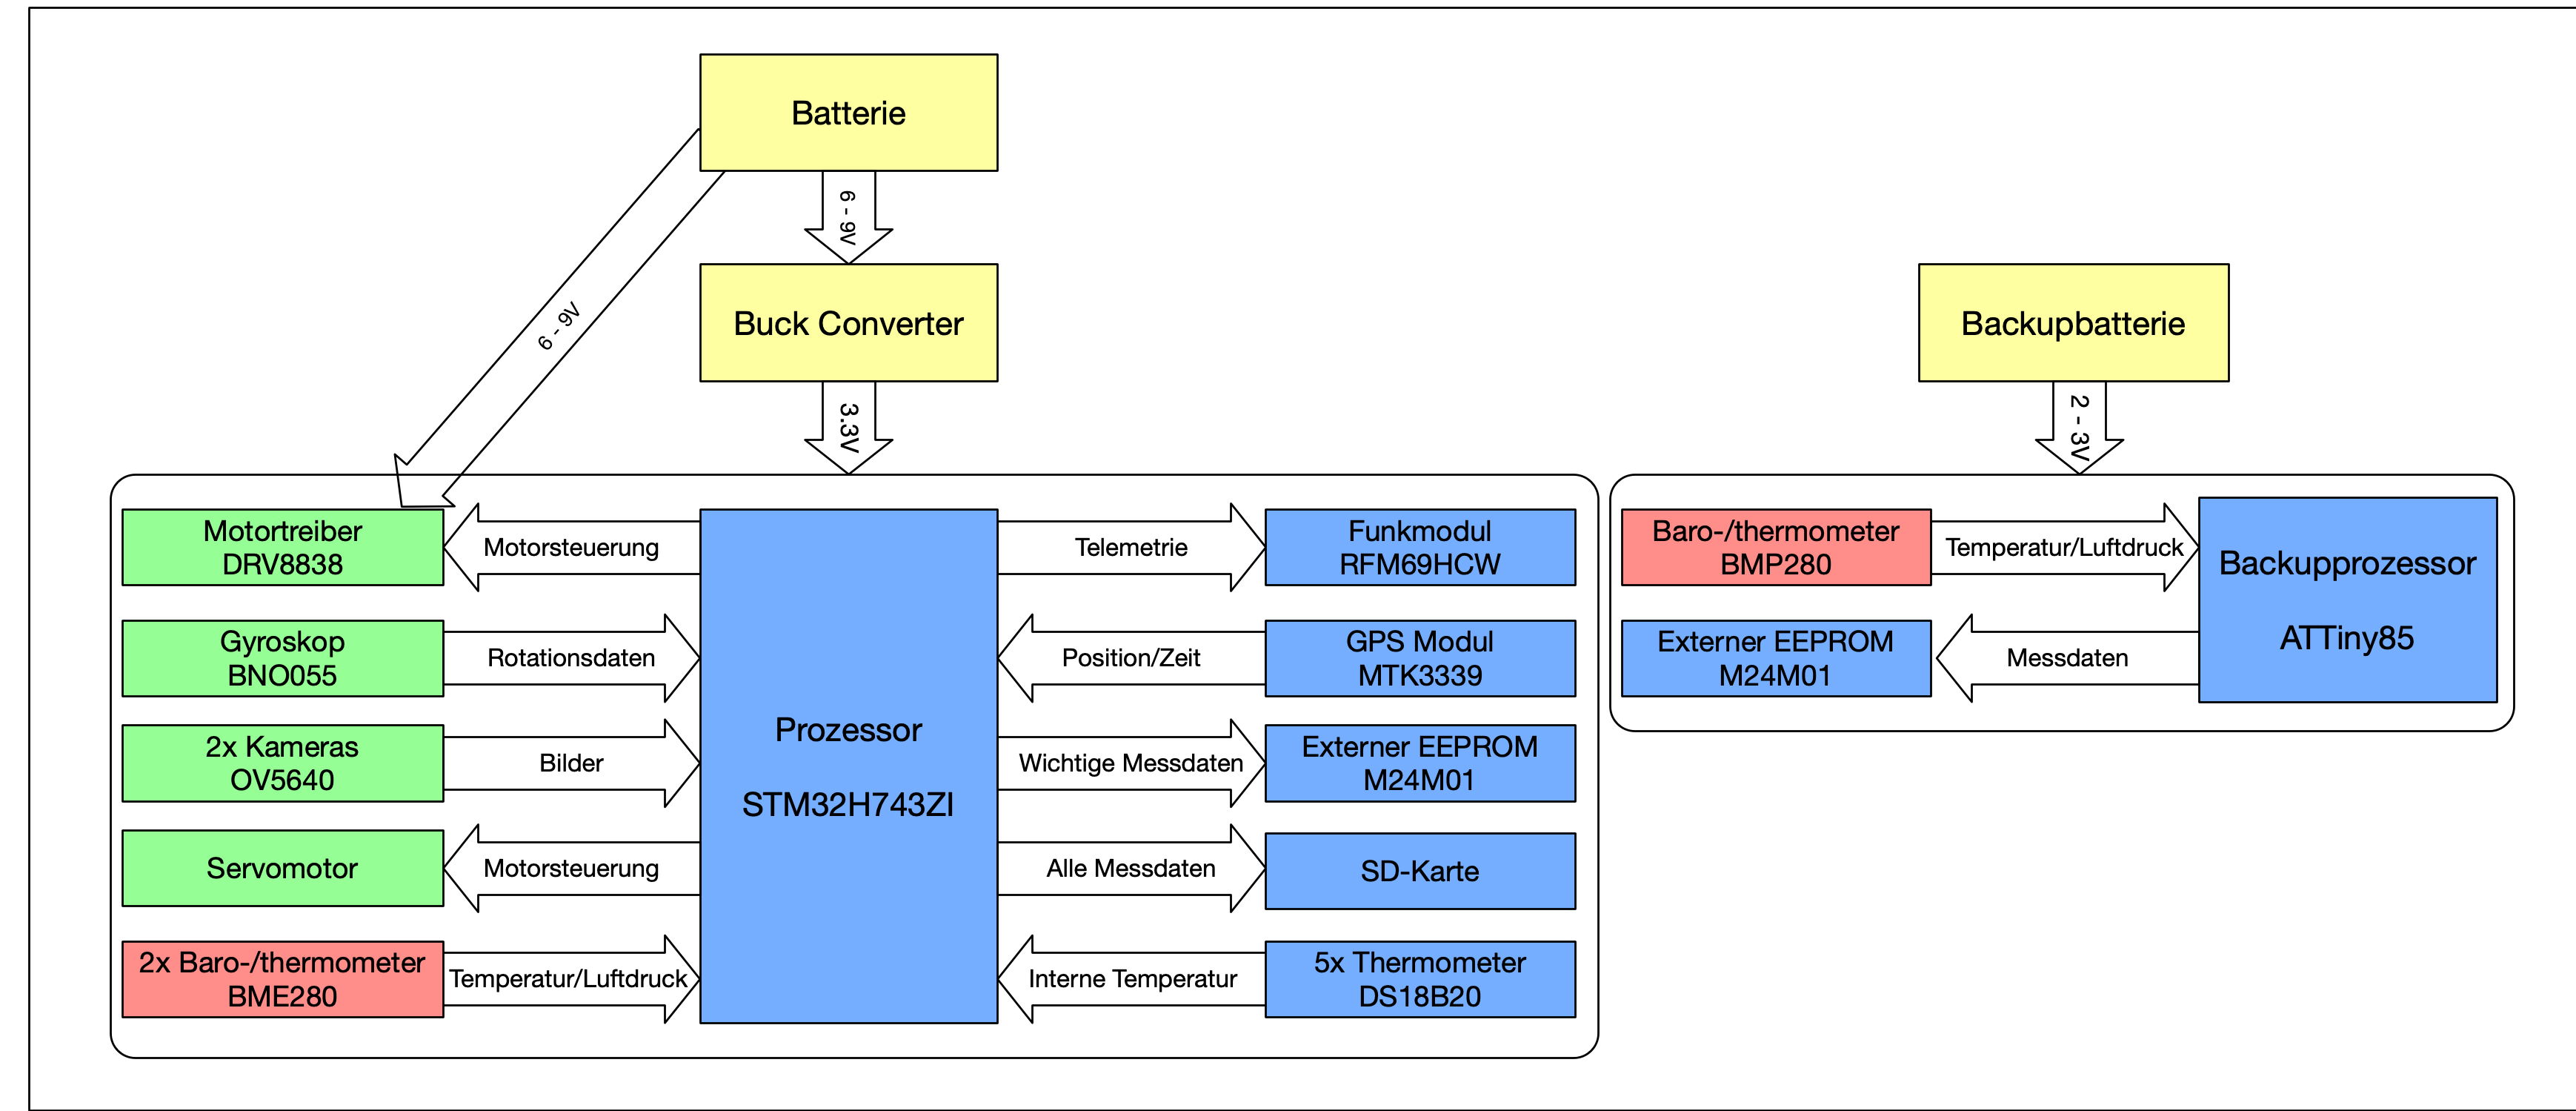 Batterie
6 - 9V
6 - 9V
Buck Converter
3.3V
Motortreiber
DRV8838
Motorsteuerung
Gyroskop
BNO055
Rotationsdaten
2x Kameras
OV5640
Bilder
Servomotor
Motorsteuerung
2x Baro-/thermometer
BME280
Temperatur/Luftdruck
Prozessor
STM32H743ZI
Telemetrie
Funkmodul
RFM69HCW
Position/Zeit
GPS Modul
MTK3339
Wichtige Messdaten
Externer EEPROM
M24M01
Alle Messdaten
SD-Karte
Interne Temperatur
5x Thermometer
DS18B20
Backupbatterie
2 - 3V
Baro-/thermometer
BMP280
Temperatur/Luftdruck
Externer EEPROM
M24M01
Messdaten
Backupprozessor
ATTiny85